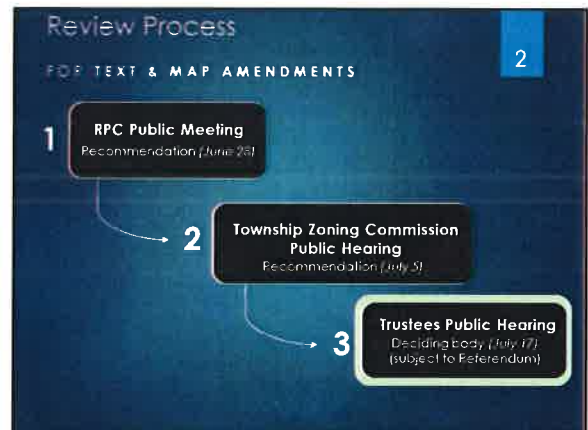 Review Process
FOR TEXT & MAP AMENDMENTS
2
1
RPC Public Meeting
Recommendation (June 28)
2
Township Zoning Commission
Public Hearing
Recommendation (July 5)
3
Trustees Public Hearing
Deciding body (July 17)
(subject to Referendum)